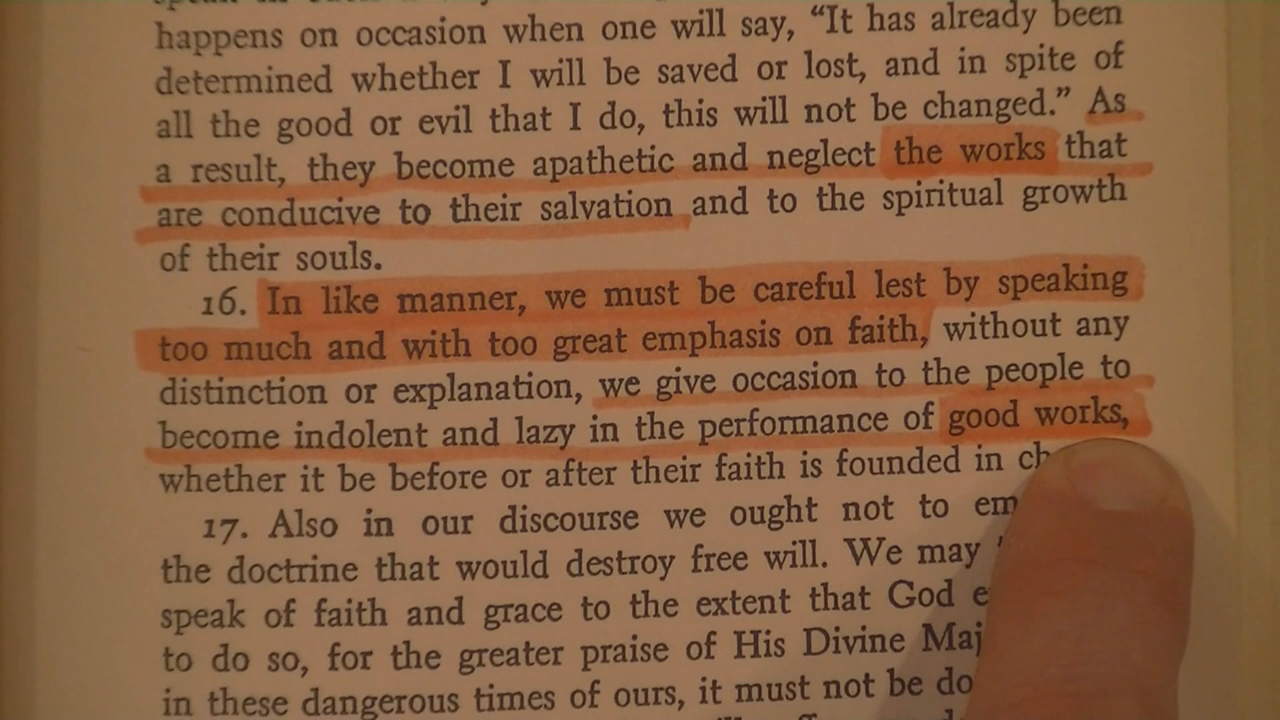 happens on occasion when one will say, “It has already been
determined whether I will be saved or lost, and in spite of
all the good or evil that I do, this will not be changed.” As
a result, they become apathetic and neglect the works that
are conducive to their salvation and to the spiritual growth
of their souls.
16. In like manner, we must be careful lest by speaking
too much and with too great emphasis on faith, without any
distinction or explanation, we give occasion to the people to
become indolent and lazy in the performance of good works,
whether it be before or after their faith is founded in
17. Also in our discourse we ought not to
the doctrine that would destroy free will. We may
speak of faith and grace to the extent that God
to do so, for the greater praise of His Divine
in these dangerous times of ours, it must not be